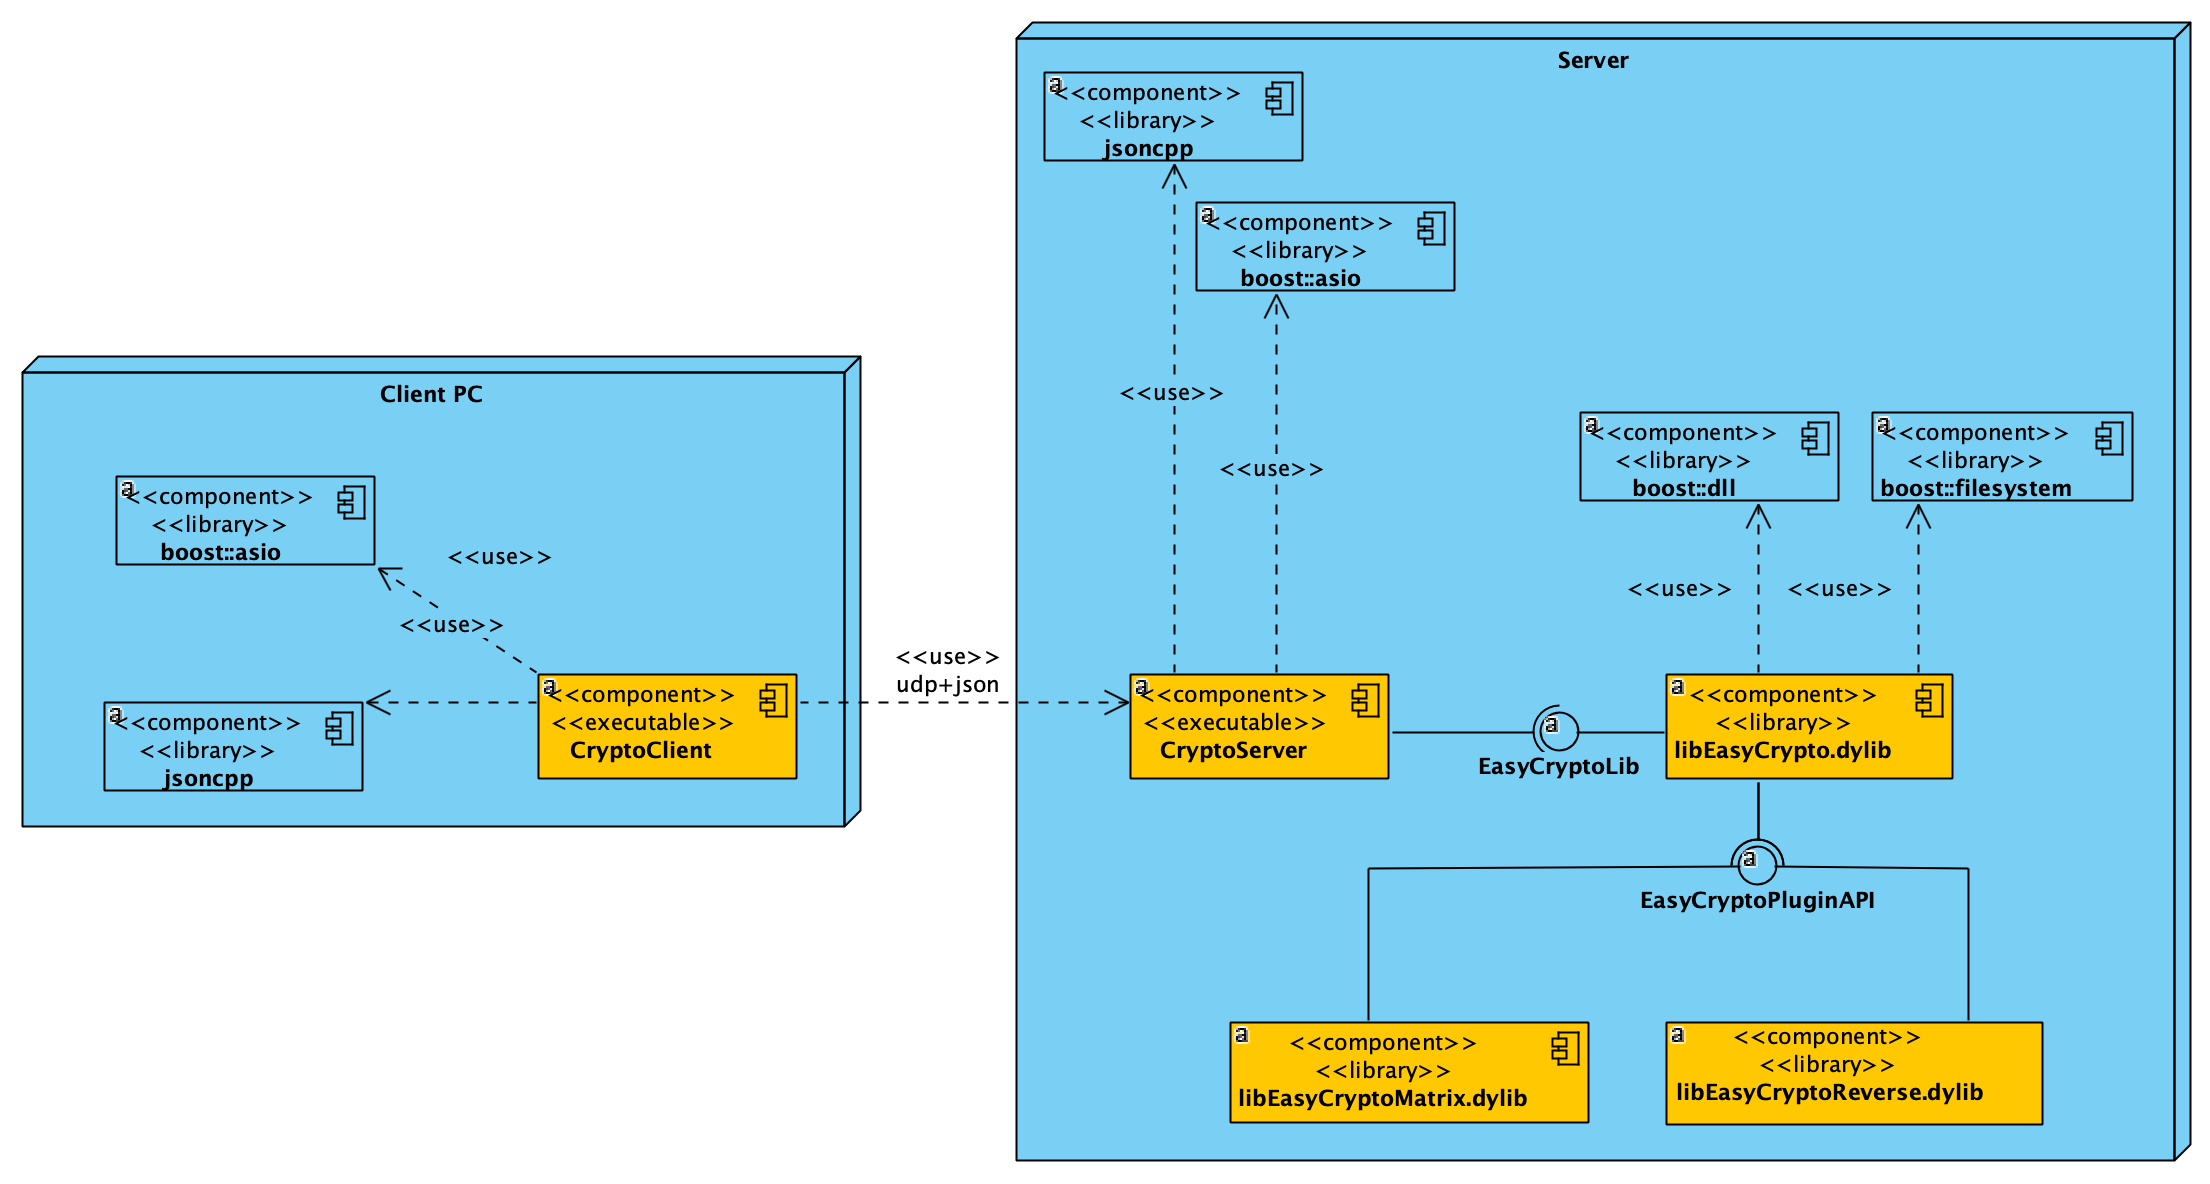 Server
a
<<component>>
<<library>>
jsoncpp
a
<<component>>
<<library>>
boost::asio
<<use>>
<<use>>
a
<<component>>
<<library>>
boost::dll
a
<<component>>
<<library>>
boost::filesystem
<<use>>
<<use>>
Client PC
a
<<component>>
<<library>>
boost::asio
<<use>>
<<use>>
a
<<component>>
<<library>>
jsoncpp
a
<<component>>
<<executable>>
CryptoClient
<<use>>
udp+json
a
<<component>>
<<executable>>
CryptoServer
a
EasyCryptoLib
a
<<component>>
<<library>>
libEasyCrypto.dylib
a
EasyCryptoPluginAPI
a
<<component>>
<<library>>
libEasyCryptoMatrix.dylib
a
<<component>>
<<library>>
libEasyCryptoReverse.dylib